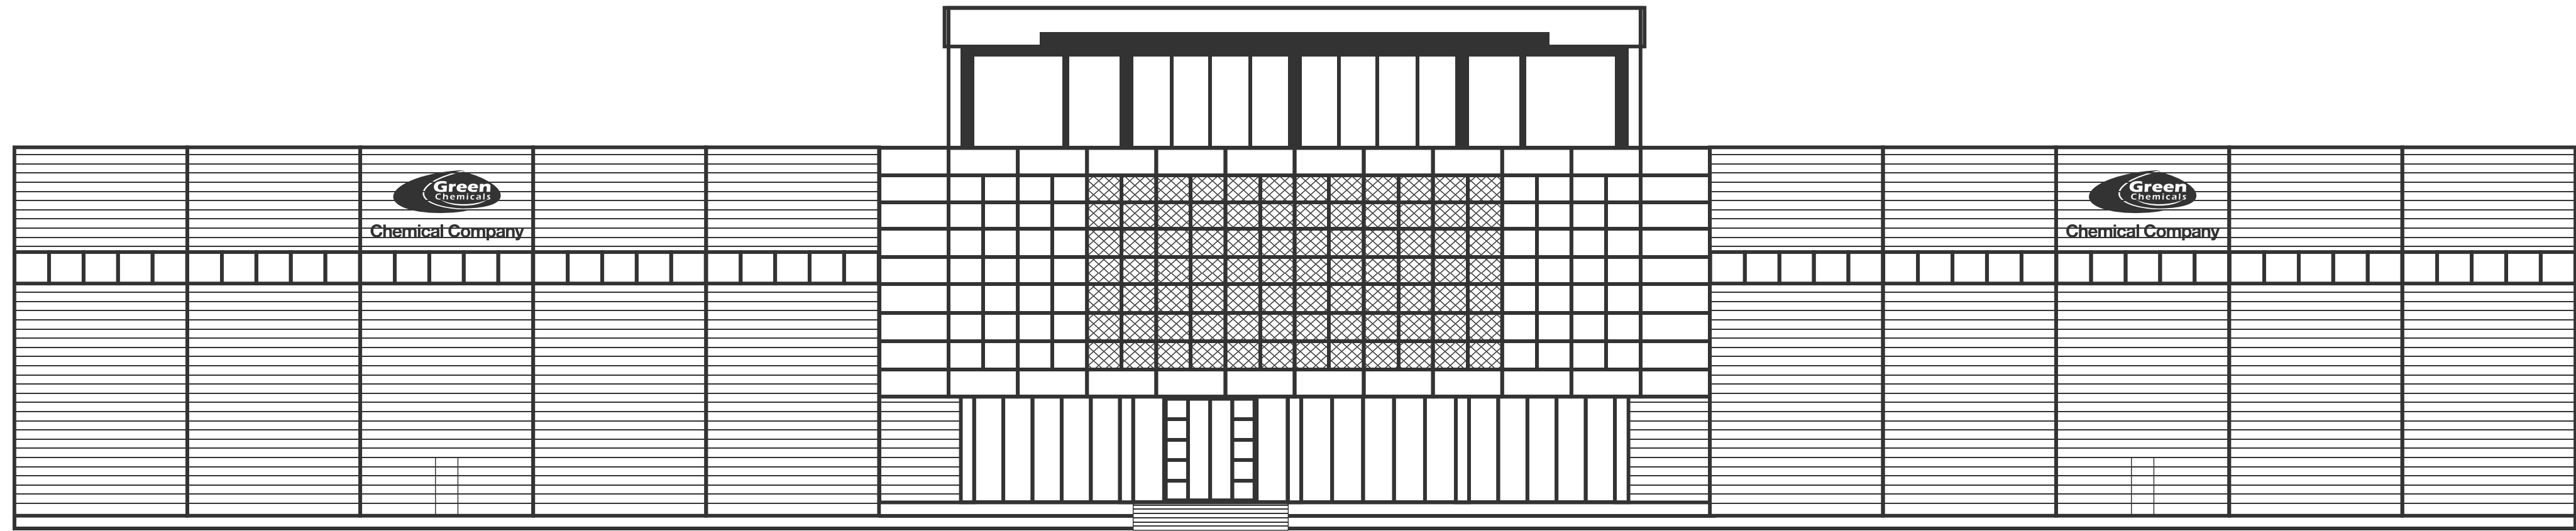 Green
Chemicals
Chemical Company
Green
Chemicals
Chemical Company